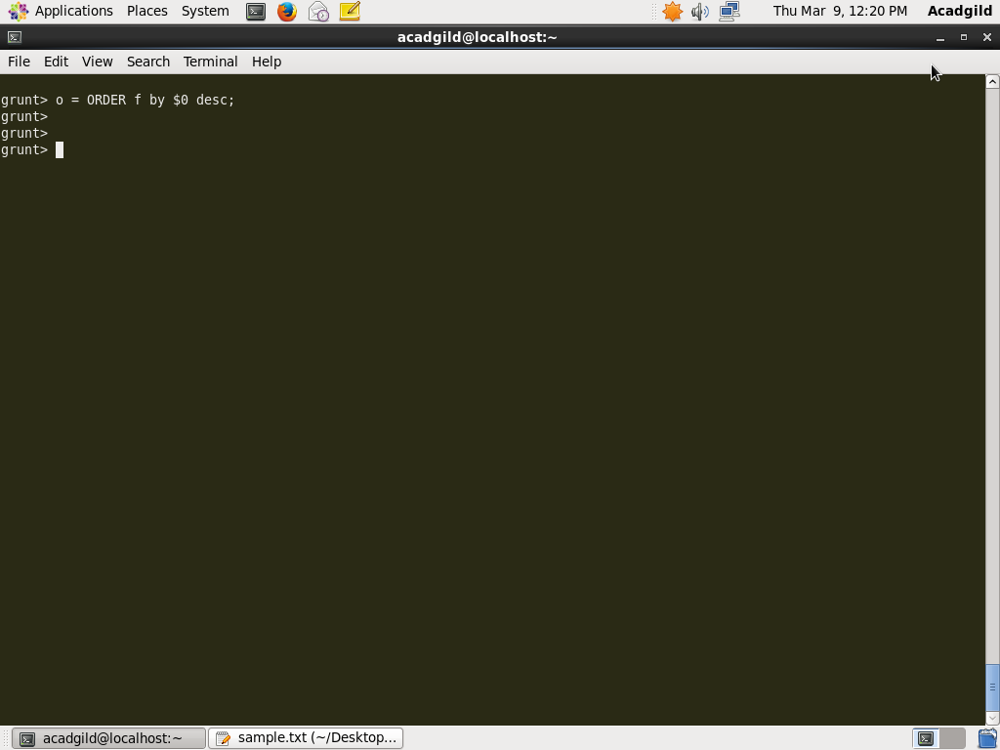 Applications Places System Thu Mar 9, 12:20 PM Acadgild
acadgild@localhost:~
File Edit View Search Terminal Help
grunt> o = ORDER f by $0 desc;
grunt>
grunt>
grunt>
acadgild@localhost:~ sample.txt (~/Desktop...